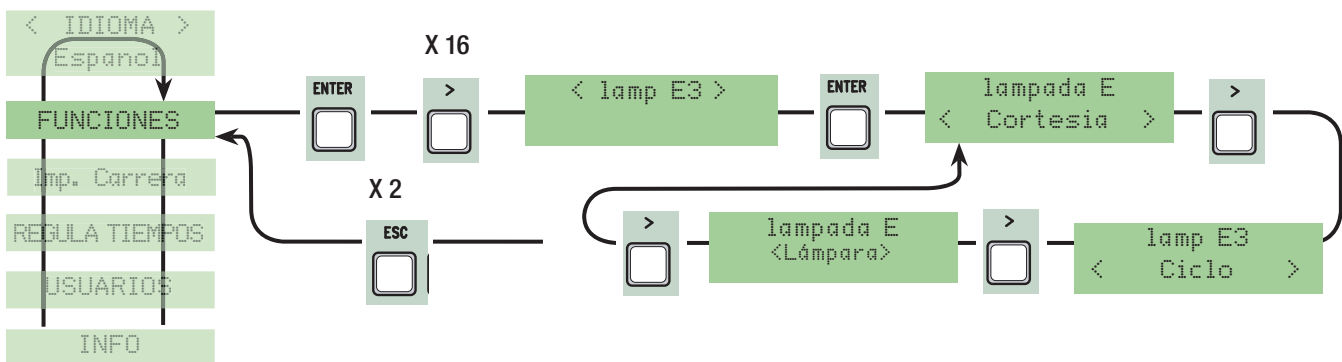 < IDIOMA >
Espanol
FUNCIONES
Imp. Carrera
REGULA TIEMPOS
USUARIOS
INFO
ENTER
X 16
>
< lamp E3 >
ENTER
lampada E
< Cortesia >
>
X 2
ESC
>
lampada E
<Lámpara>
>
lamp E3
< Ciclo >